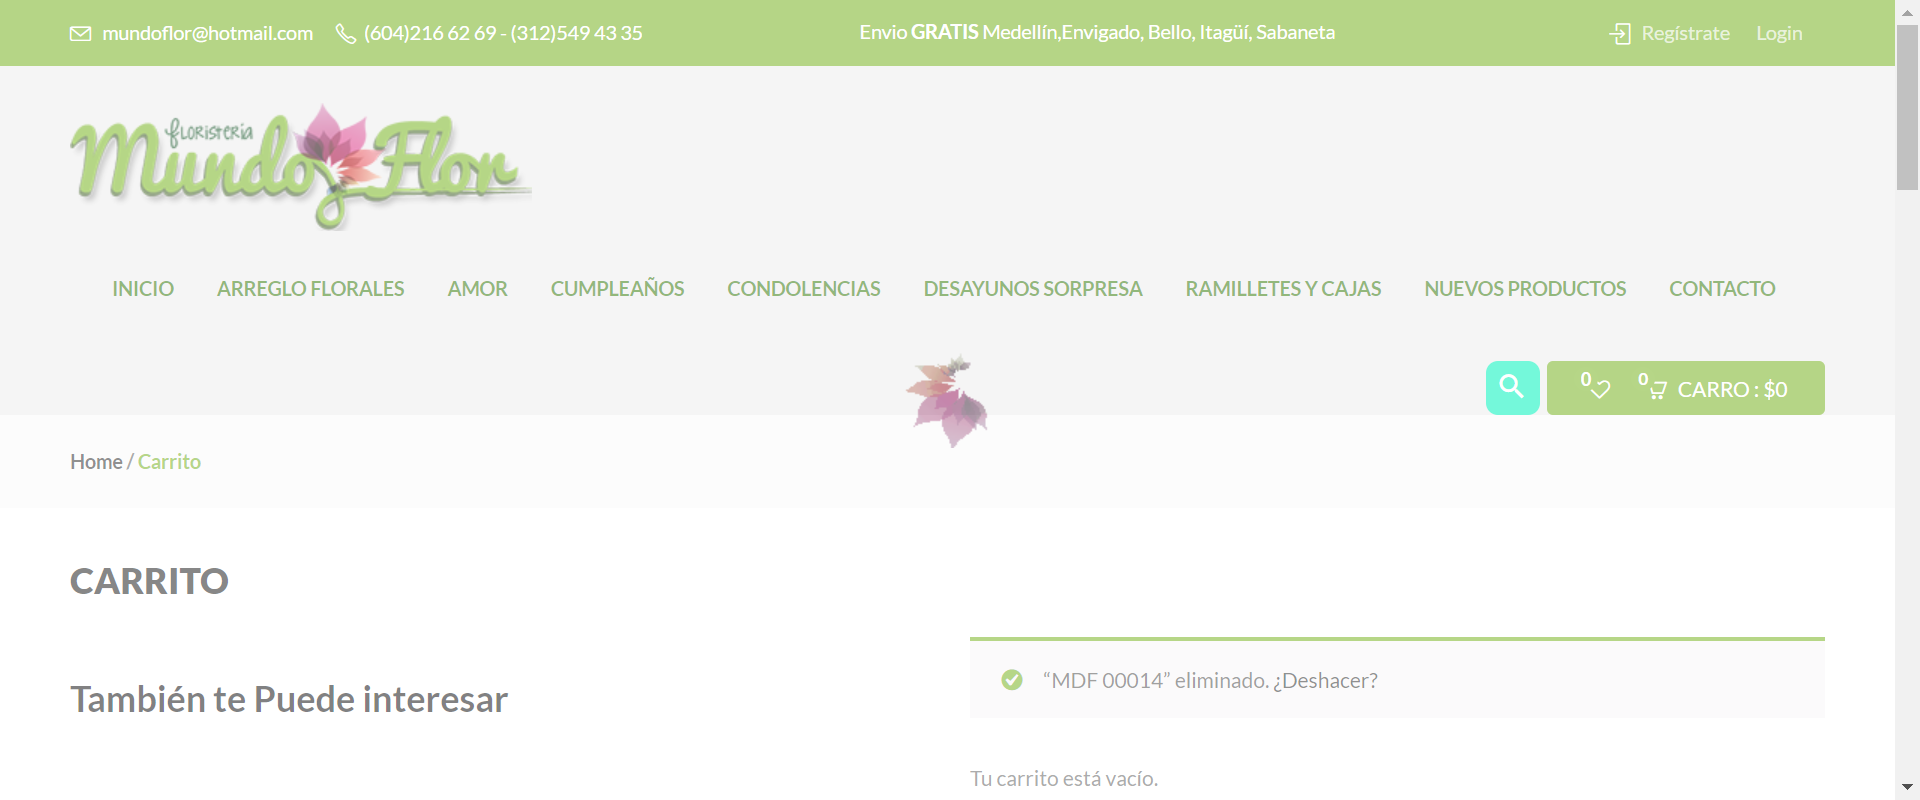 mundoflor@hotmail.com (604)216 62 69 - (312)549 43 35 Envio GRATIS Medellín,Envigado, Bello, Itagüí, Sabaneta Regístrate Login
floristeria
Mundo Flor
INICIO ARREGLO FLORALES AMOR CUMPLEAÑOS CONDOLENCIAS DESAYUNOS SORPRESA RAMILLETES Y CAJAS NUEVOS PRODUCTOS CONTACTO
0 0 CARRO : $0
Home / Carrito
CARRITO
También te Puede interesar
“MDF 00014” eliminado. ¿Deshacer?
Tu carrito está vacío.